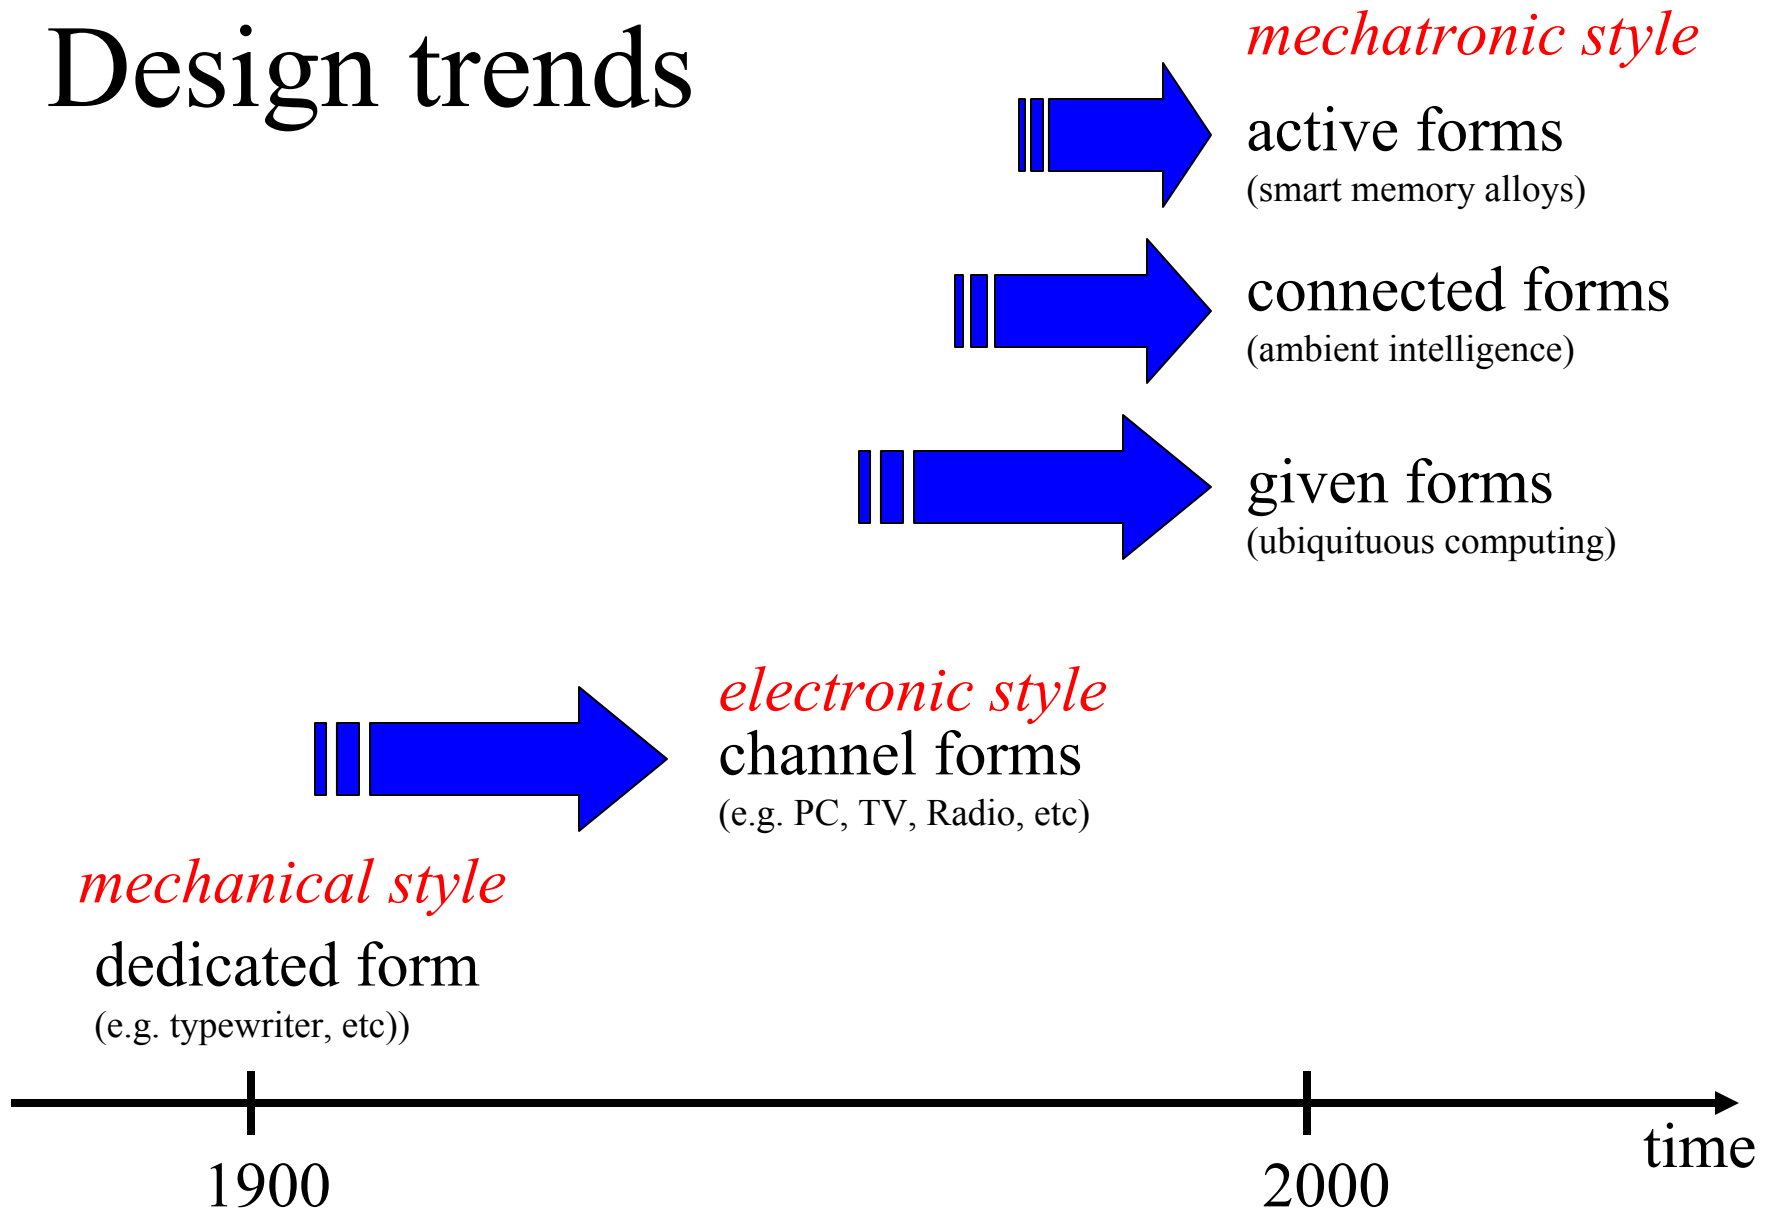 Design trends
mechatronic style
active forms
(smart memory alloys)
connected forms
(ambient intelligence)
given forms
(ubiquituous computing)
electronic style
channel forms
(e.g. PC, TV, Radio, etc)
mechanical style
dedicated form
(e.g. typewriter, etc))
time
1900
2000